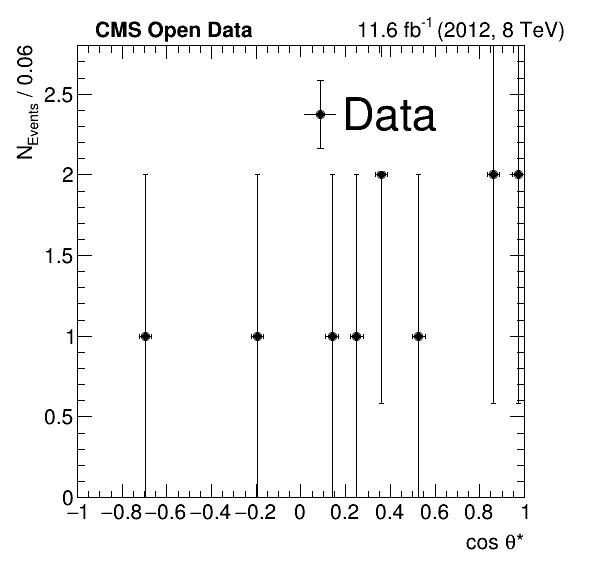 CMS Open Data 11.6 fb⁻¹ (2012, 8 TeV)
N_Events / 0.06
Data
2.5
2
1.5
1
0.5
0
−1 −0.8 −0.6 −0.4 −0.2 0 0.2 0.4 0.6 0.8 1
cos θ*